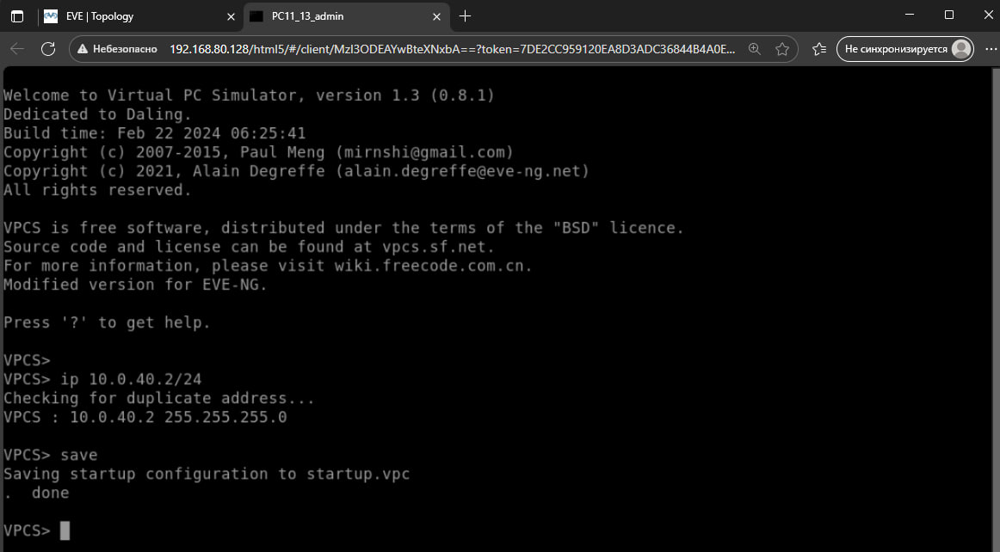 EVE | Topology
PC11_13_admin
Небезопасно
192.168.80.128/html5/#/client/MzI3ODEAYwBteXNxbA==?token=7DE2CC959120EA8D3ADC36844B4A0E...
Не синхронизируется
Welcome to Virtual PC Simulator, version 1.3 (0.8.1)
Dedicated to Daling.
Build time: Feb 22 2024 06:25:41
Copyright (c) 2007-2015, Paul Meng (mirnshi@gmail.com)
Copyright (c) 2021, Alain Degreffe (alain.degreffe@eve-ng.net)
All rights reserved.
VPCS is free software, distributed under the terms of the "BSD" licence.
Source code and license can be found at vpcs.sf.net.
For more information, please visit wiki.freecode.com.cn.
Modified version for EVE-NG.
Press '?' to get help.
VPCS>
VPCS> ip 10.0.40.2/24
Checking for duplicate address...
VPCS : 10.0.40.2 255.255.255.0
VPCS> save
Saving startup configuration to startup.vpc
.  done
VPCS>